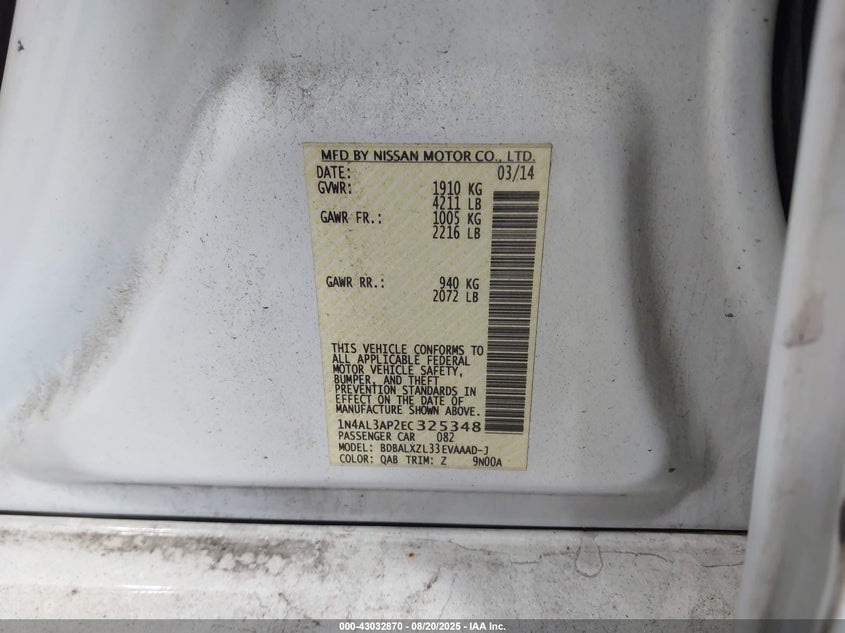 MFD BY NISSAN MOTOR CO., LTD.
DATE: 03/14
GVWR: 1910 KG
4211 LB
GAWR FR.: 1005 KG
2216 LB
GAWR RR.: 940 KG
2072 LB
THIS VEHICLE CONFORMS TO
ALL APPLICABLE FEDERAL
MOTOR VEHICLE SAFETY,
BUMPER, AND THEFT
PREVENTION STANDARDS IN
EFFECT ON THE DATE OF
MANUFACTURE SHOWN ABOVE.
1N4AL3AP2EC325348
PASSENGER CAR 082
MODEL: BDBALXZL33EVAAAD-J
COLOR: QAB TRIM: Z 9N00A
000-43032870 - 08/20/2025 - IAA Inc.